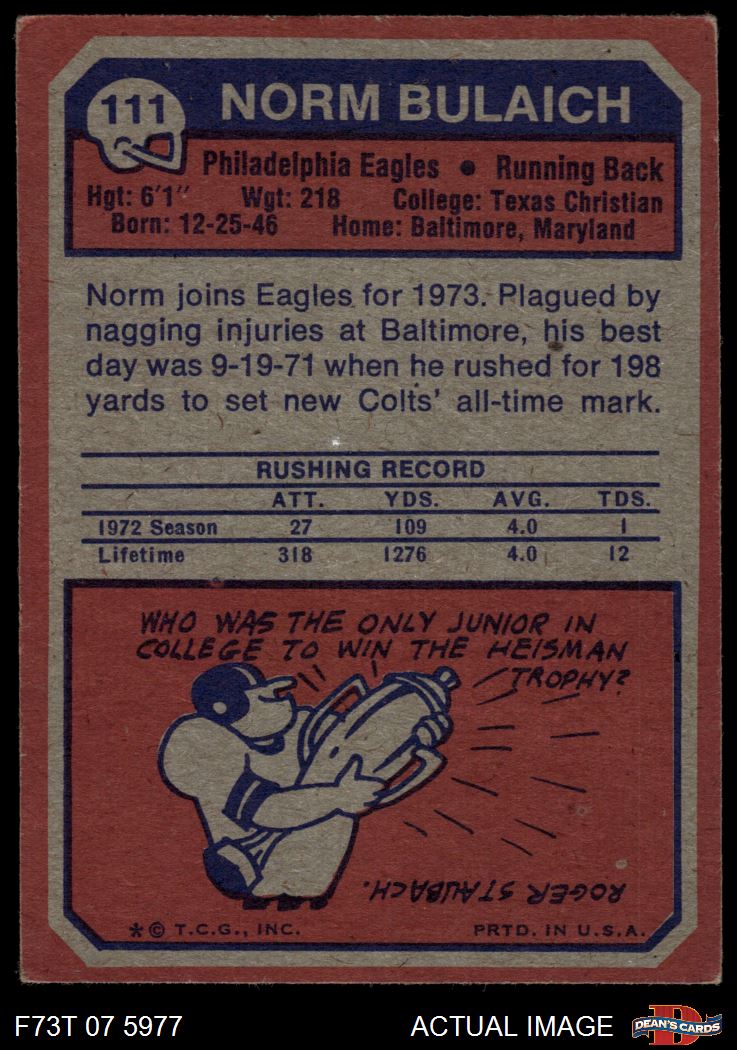 111 NORM BULAICH
Philadelphia Eagles • Running Back
Hgt: 6'1" Wgt: 218 College: Texas Christian
Born: 12-25-46 Home: Baltimore, Maryland
Norm joins Eagles for 1973. Plagued by
nagging injuries at Baltimore, his best
day was 9-19-71 when he rushed for 198
yards to set new Colts' all-time mark.
RUSHING RECORD
ATT. YDS. AVG. TDS.
1972 Season 27 109 4.0 1
Lifetime 318 1276 4.0 12
WHO WAS THE ONLY JUNIOR IN
COLLEGE TO WIN THE HEISMAN
TROPHY?
ROGER STAUBACH.
*© T.C.G., INC. PRTD. IN U.S.A.
F73T 07 5977 ACTUAL IMAGE DEAN'S CARDS